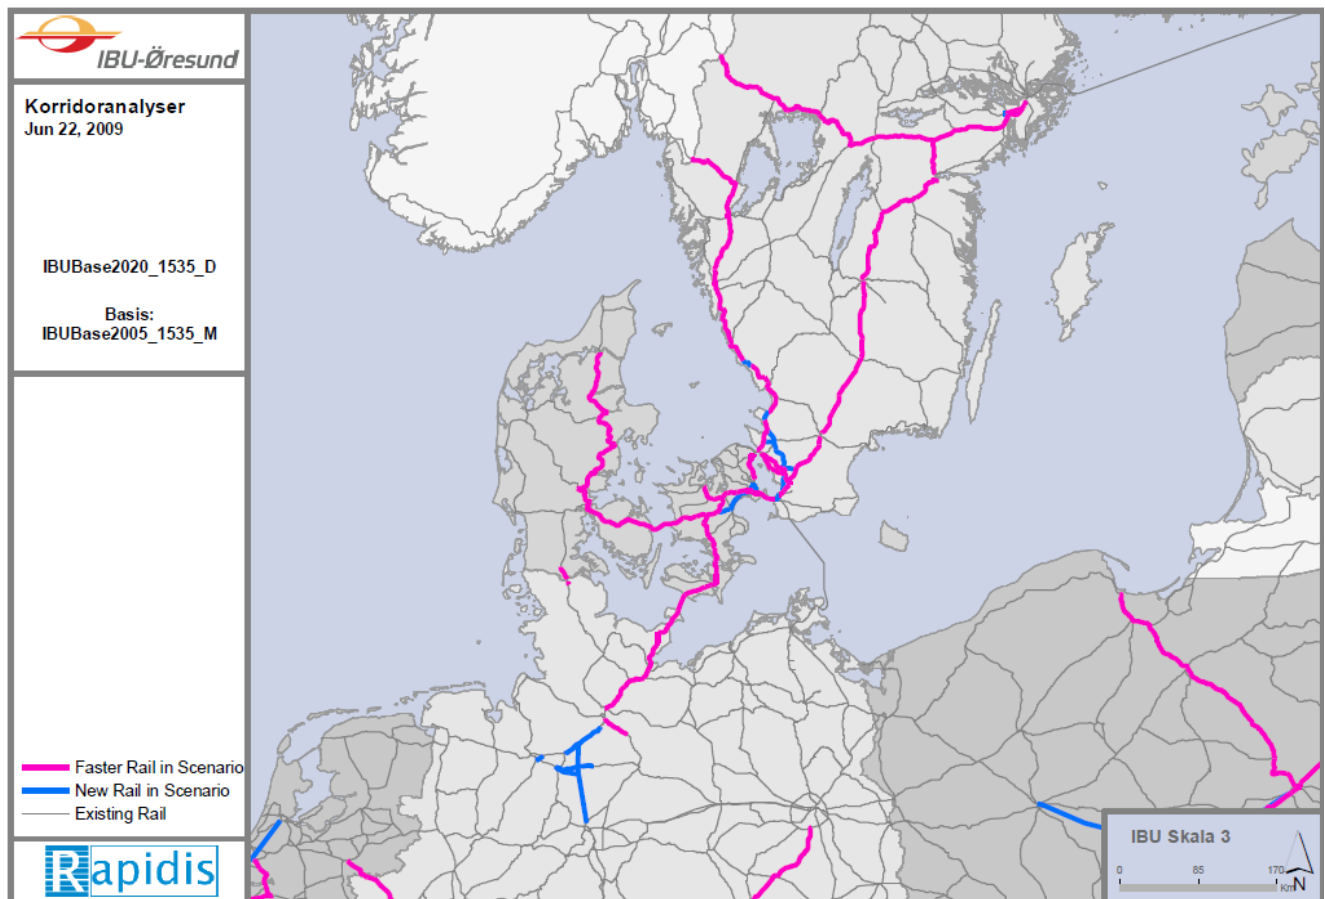 IBU-Øresund
Korridoranalyser
Jun 22, 2009
IBUBase2020_1535_D
Basis:
IBUBase2005_1535_M
Faster Rail in Scenario
New Rail in Scenario
Existing Rail
Rapidis
IBU Skala 3
0 85 170
Km
N